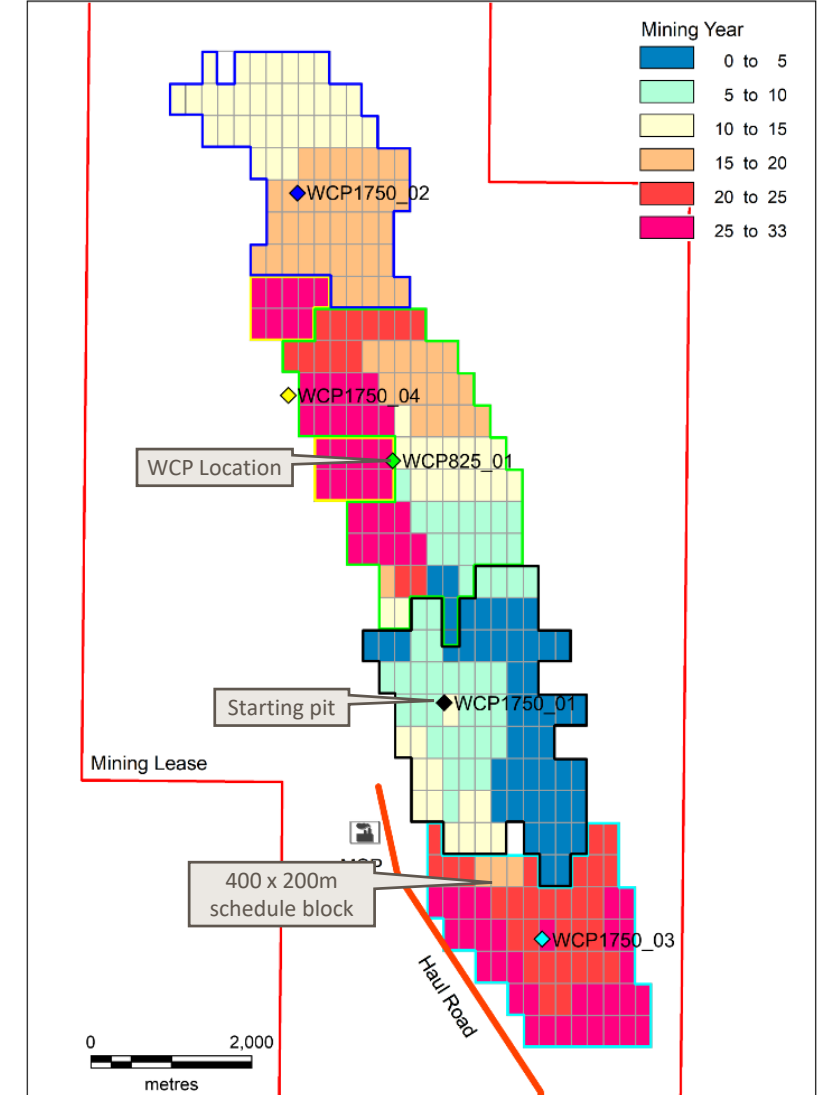 Mining Year
0 to 5
5 to 10
10 to 15
15 to 20
20 to 25
25 to 33
WCP1750_02
WCP1750_04
WCP Location
WCP825_01
Starting pit
WCP1750_01
Mining Lease
400 x 200m
schedule block
WCP1750_03
Haul Road
0 2,000
metres